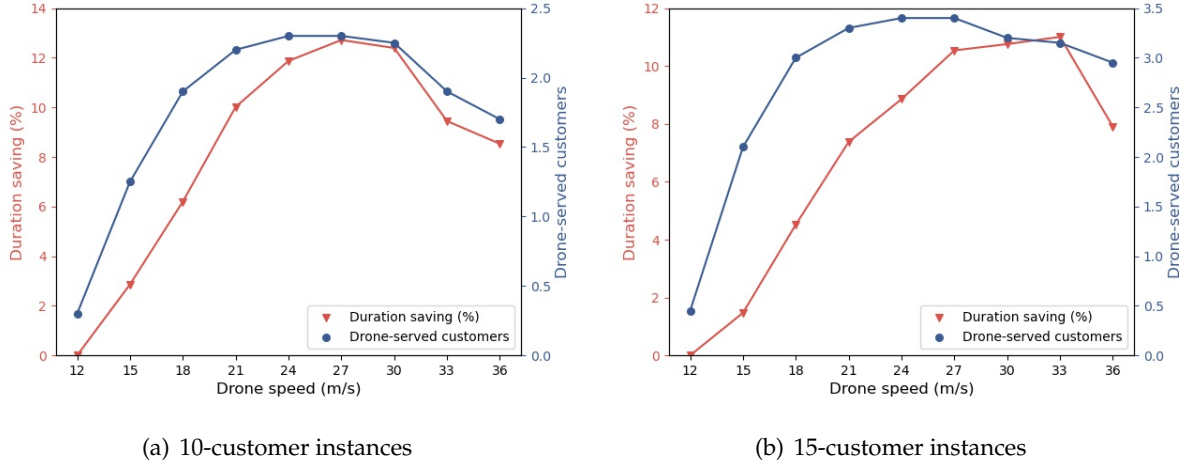 14
12
10
8
6
4
2
0
Duration saving (%)
2.5
2.0
1.5
1.0
0.5
0.0
Drone-served customers
Duration saving (%)
Drone-served customers
12 15 18 21 24 27 30 33 36
Drone speed (m/s)
(a) 10-customer instances
12
10
8
6
4
2
0
Duration saving (%)
3.5
3.0
2.5
2.0
1.5
1.0
0.5
0.0
Drone-served customers
Duration saving (%)
Drone-served customers
12 15 18 21 24 27 30 33 36
Drone speed (m/s)
(b) 15-customer instances